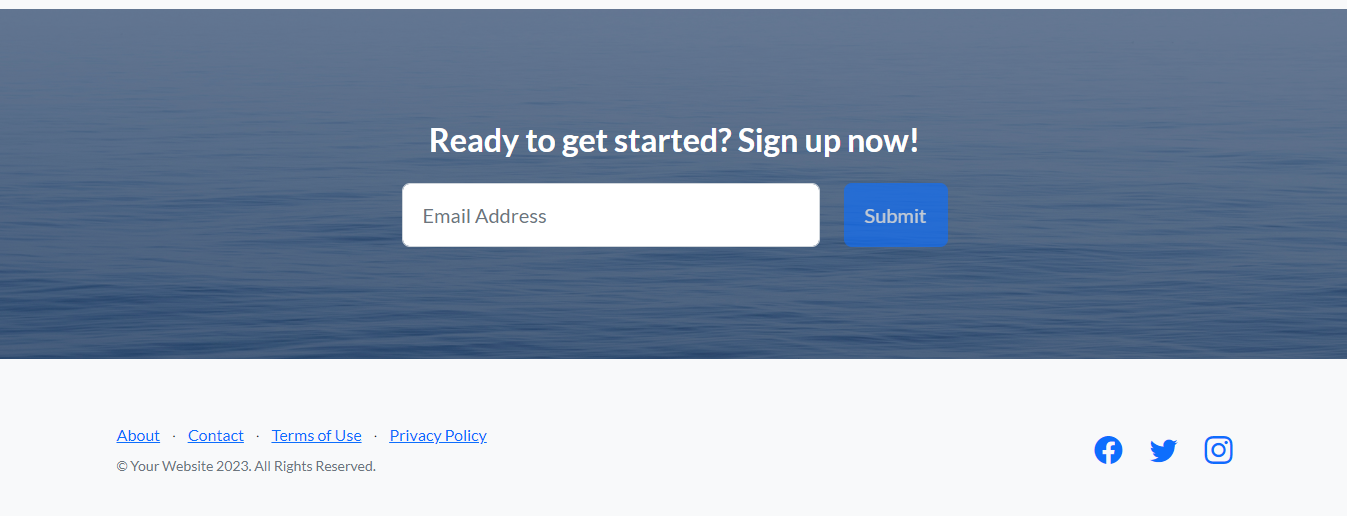 Ready to get started? Sign up now!
Email Address Submit
About · Contact · Terms of Use · Privacy Policy
© Your Website 2023. All Rights Reserved.